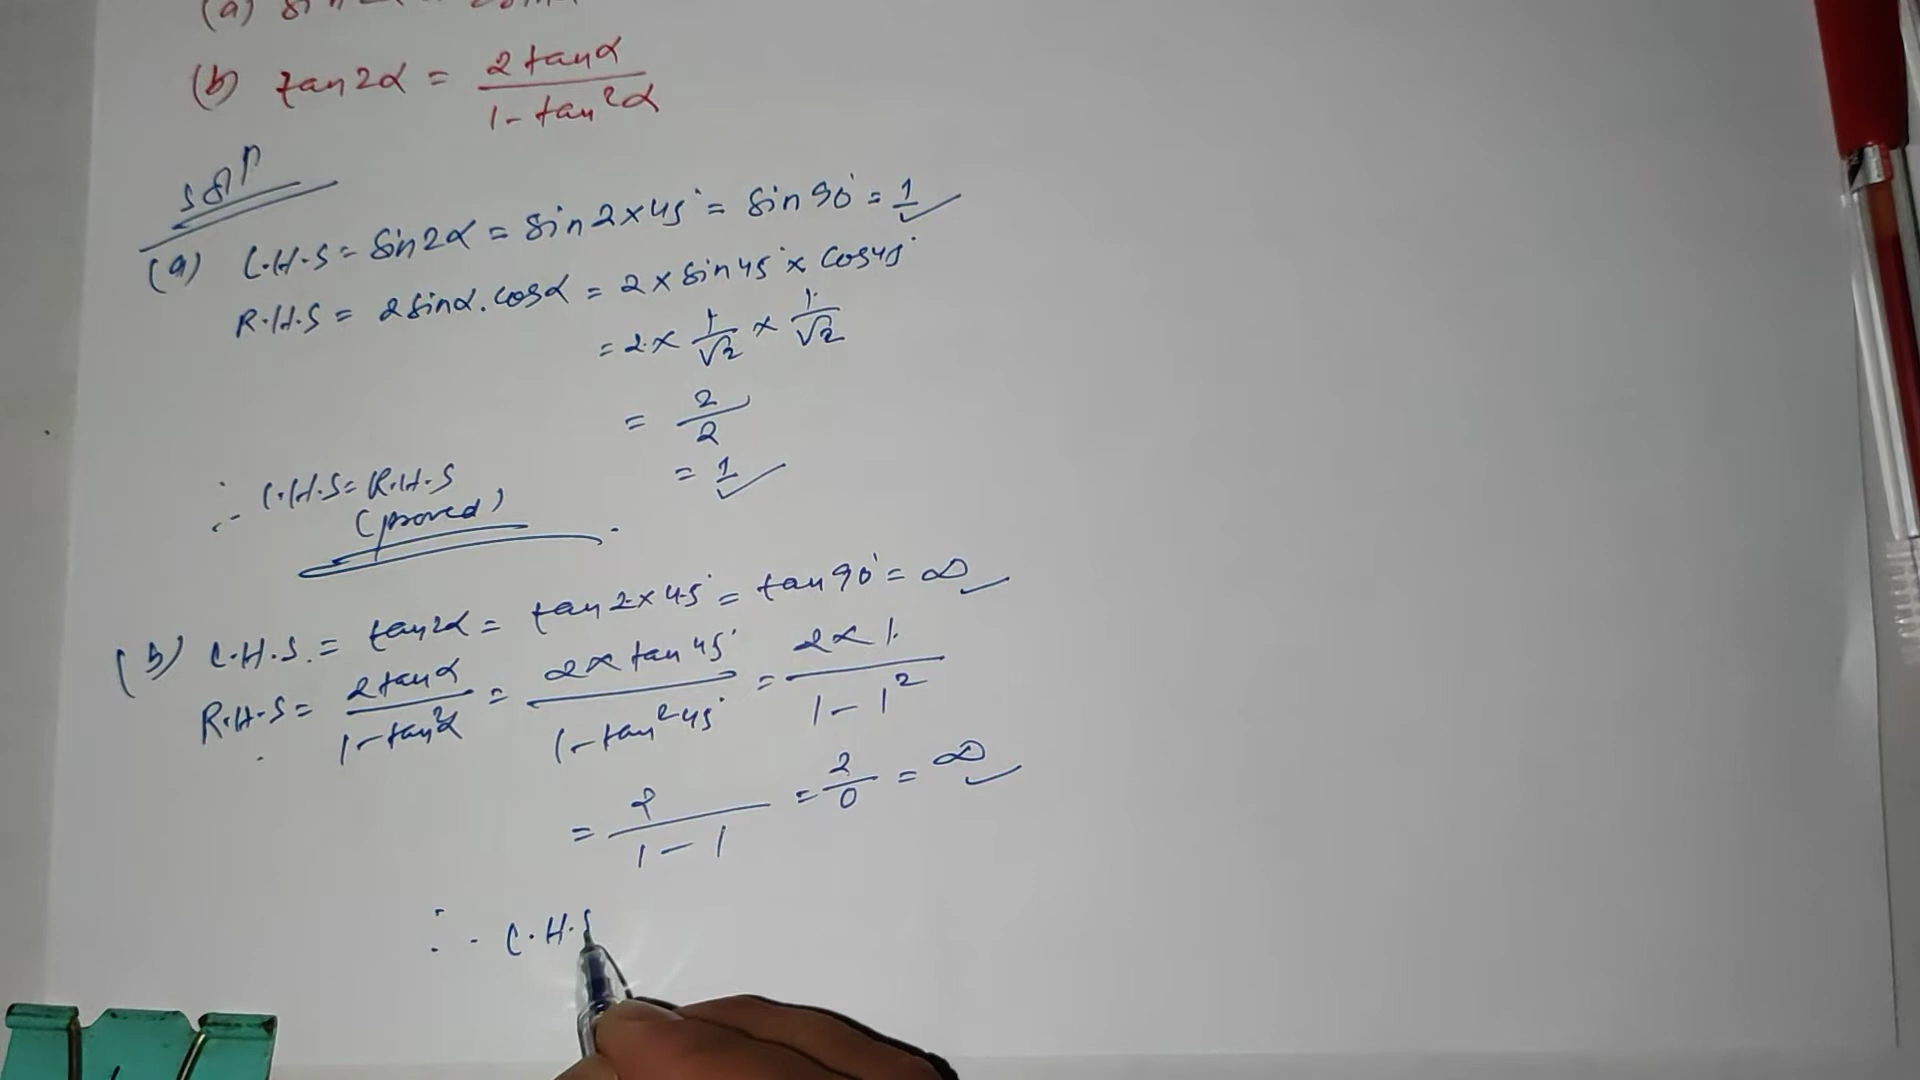 (a) sin2α
(b) tan2α = 2tanα / 1-tan²α
solⁿ
(a) L.H.S = sin2α = sin2×45° = sin90° = 1
R.H.S = 2sinα.cosα = 2×sin45°×cos45°
= 2×1/√2×1/√2
= 2/2
= 1
∴ L.H.S = R.H.S
(proved)
(b) L.H.S. = tan2α = tan2×45° = tan90° = ∞
R.H.S = 2tanα / 1-tan²α = 2×tan45° / 1-tan²45° = 2×1 / 1-1²
= 2 / 1-1 = 2/0 = ∞
∴ L.H.S